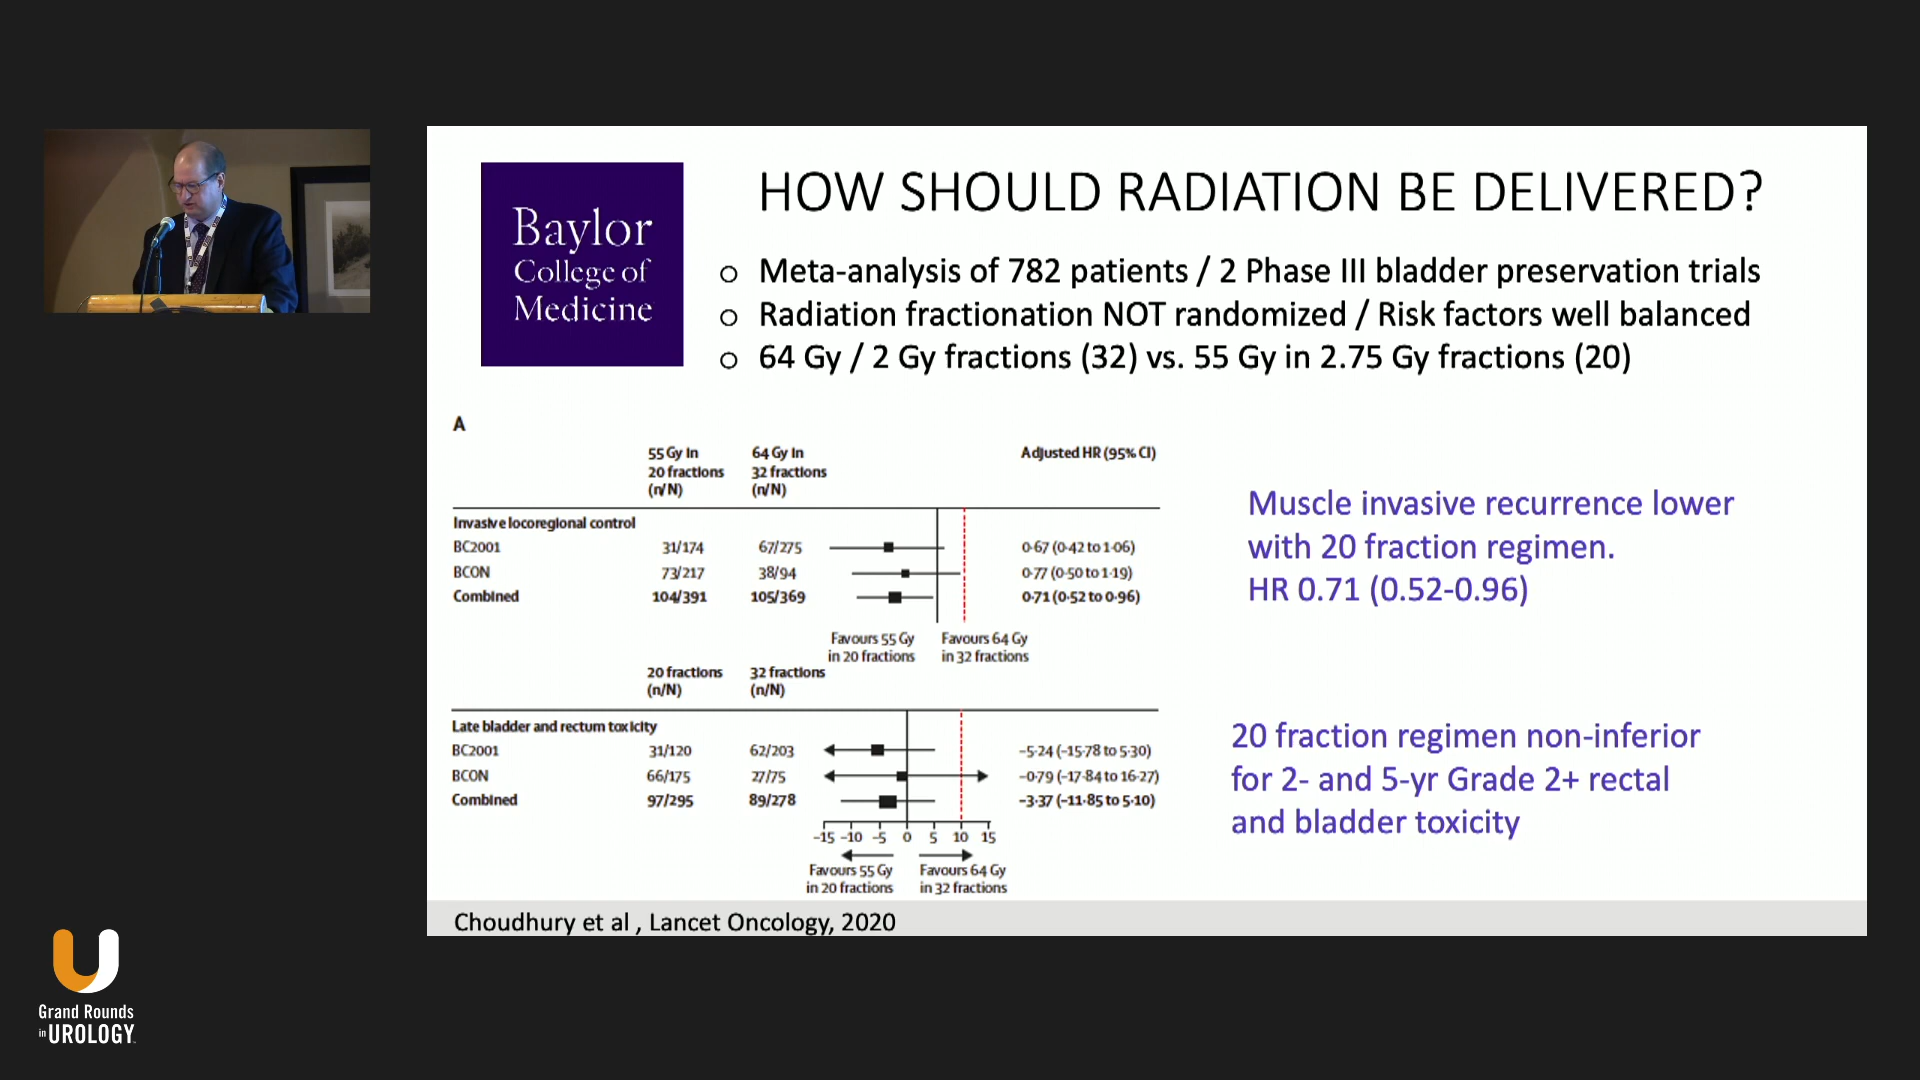 Baylor
College of
Medicine
HOW SHOULD RADIATION BE DELIVERED?
o Meta-analysis of 782 patients / 2 Phase III bladder preservation trials
o Radiation fractionation NOT randomized / Risk factors well balanced
o 64 Gy / 2 Gy fractions (32) vs. 55 Gy in 2.75 Gy fractions (20)
A
55 Gy in 64 Gy in Adjusted HR (95% CI)
20 fractions 32 fractions
(n/N) (n/N)
Invasive locoregional control
BC2001 31/174 67/275 0·67 (0·42 to 1·06)
BCON 73/217 38/94 0·77 (0·50 to 1·19)
Combined 104/391 105/369 0·71 (0·52 to 0·96)
Favours 55 Gy Favours 64 Gy
in 20 fractions in 32 fractions
20 fractions 32 fractions
(n/N) (n/N)
Late bladder and rectum toxicity
BC2001 31/120 62/203 −5·24 (−15·78 to 5·30)
BCON 66/175 27/75 −0·79 (−17·84 to 16·27)
Combined 97/295 89/278 −3·37 (−11·85 to 5·10)
−15 −10 −5 0 5 10 15
Favours 55 Gy Favours 64 Gy
in 20 fractions in 32 fractions
Muscle invasive recurrence lower
with 20 fraction regimen.
HR 0.71 (0.52-0.96)
20 fraction regimen non-inferior
for 2- and 5-yr Grade 2+ rectal
and bladder toxicity
Choudhury et al , Lancet Oncology, 2020
Grand Rounds
in UROLOGY